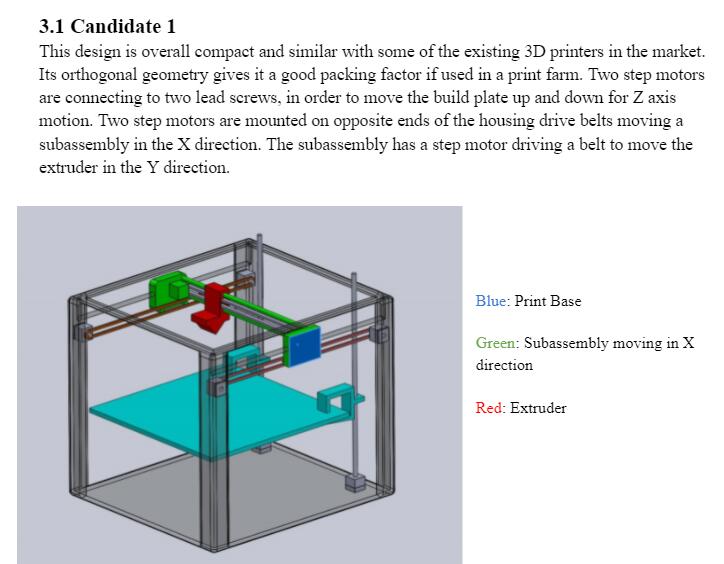 3.1 Candidate 1
This design is overall compact and similar with some of the existing 3D printers in the market.
Its orthogonal geometry gives it a good packing factor if used in a print farm. Two step motors
are connecting to two lead screws, in order to move the build plate up and down for Z axis
motion. Two step motors are mounted on opposite ends of the housing drive belts moving a
subassembly in the X direction. The subassembly has a step motor driving a belt to move the
extruder in the Y direction.
Blue: Print Base
Green: Subassembly moving in X
direction
Red: Extruder